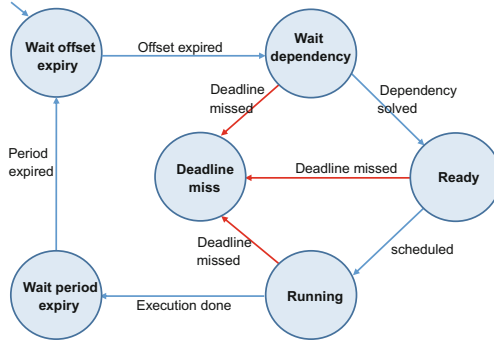 Wait offset
expiry
Offset expired
Wait
dependency
Deadline
missed
Dependency
solved
Period
expired
Deadline
miss
Deadline missed
Ready
Deadline
missed
scheduled
Wait period
expiry
Execution done
Running